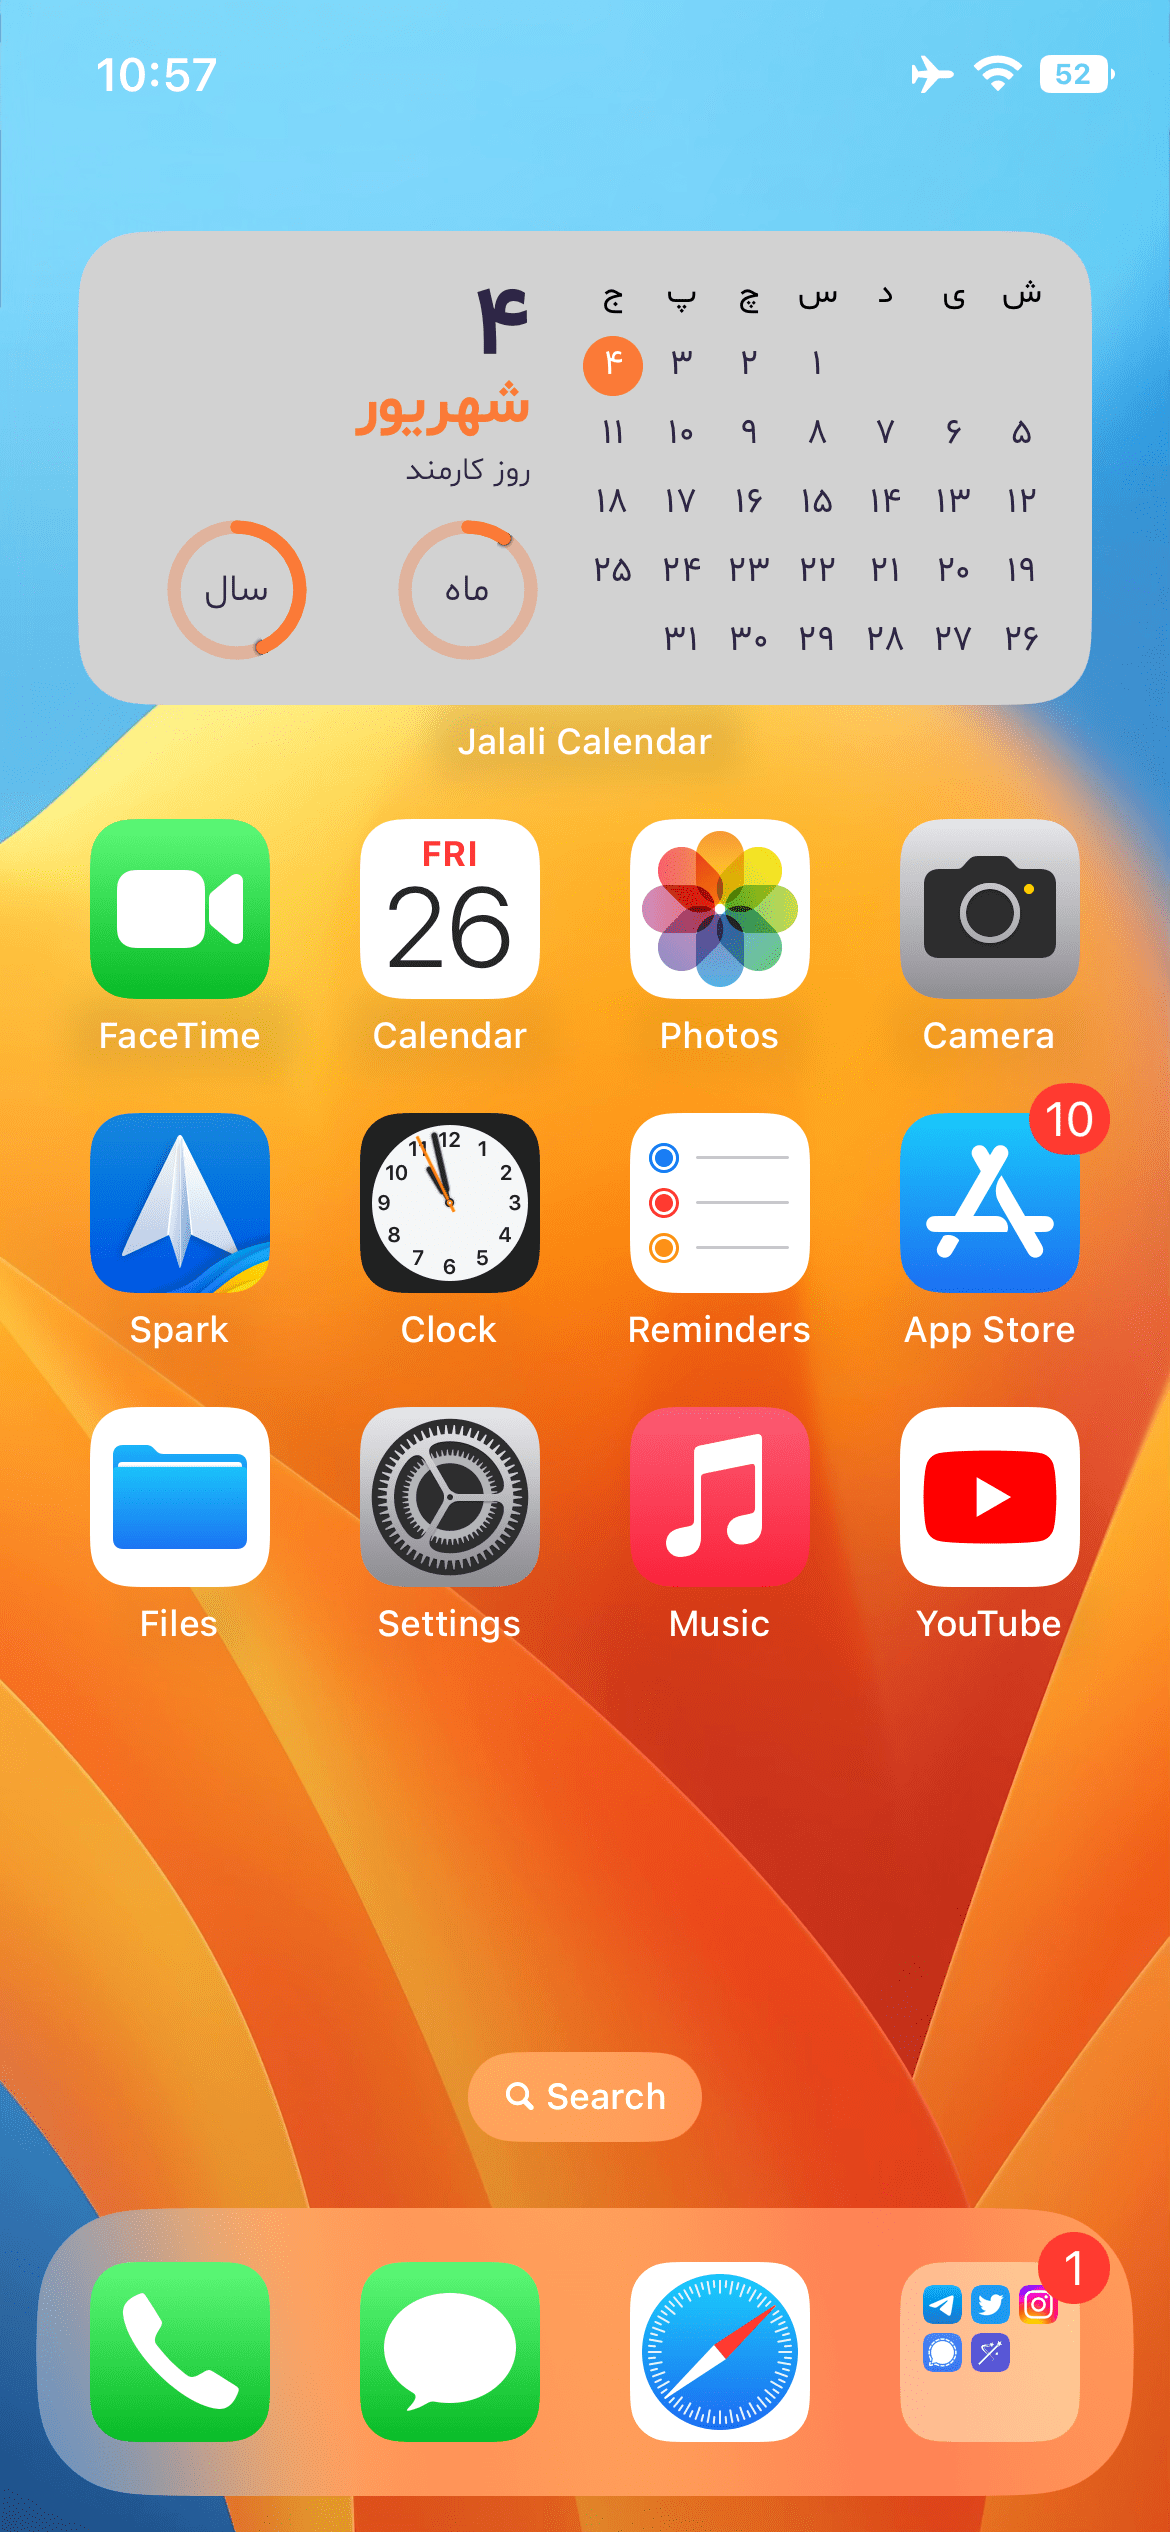 10:57
52
۴
شهریور
روز کارمند
ماه
سال
ش ی د س چ پ ج
۱ ۲ ۳ ۴
۵ ۶ ۷ ۸ ۹ ۱۰ ۱۱
۱۲ ۱۳ ۱۴ ۱۵ ۱۶ ۱۷ ۱۸
۱۹ ۲۰ ۲۱ ۲۲ ۲۳ ۲۴ ۲۵
۲۶ ۲۷ ۲۸ ۲۹ ۳۰ ۳۱
Jalali Calendar
FRI
26
FaceTime
Calendar
Photos
Camera
12
1
2
3
4
5
6
7
8
9
10
11
10
Spark
Clock
Reminders
App Store
Files
Settings
Music
YouTube
Search
1